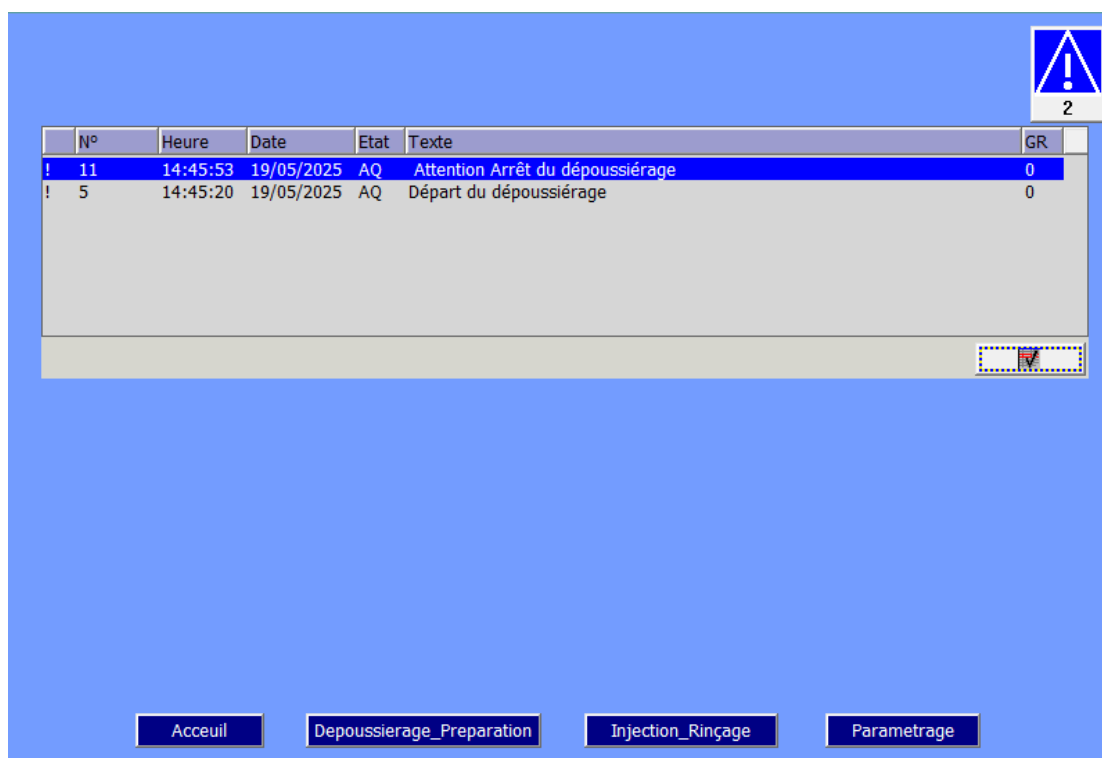 2
Nº Heure Date Etat Texte GR
! 11 14:45:53 19/05/2025 AQ Attention Arrêt du dépoussiérage 0
! 5 14:45:20 19/05/2025 AQ Départ du dépoussiérage 0
Acceuil Depoussierage_Preparation Injection_Rinçage Parametrage